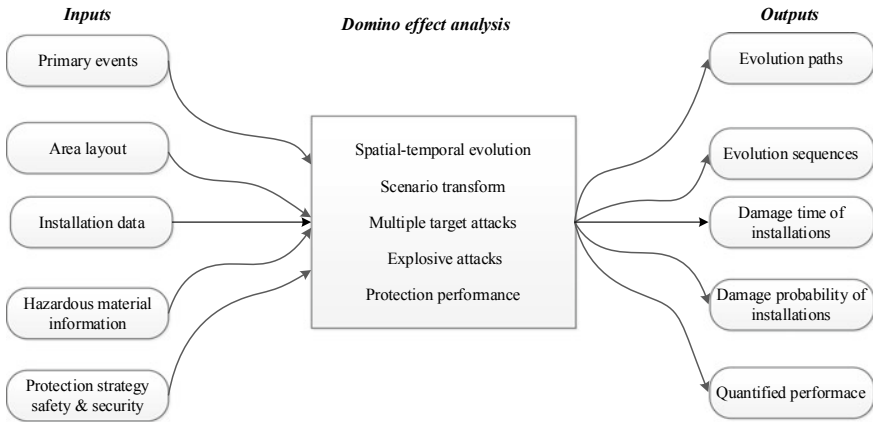 Inputs
Domino effect analysis
Outputs
Primary events
Area layout
Installation data
Hazardous material
information
Protection strategy
safety & security
Spatial-temporal evolution
Scenario transform
Multiple target attacks
Explosive attacks
Protection performance
Evolution paths
Evolution sequences
Damage time of
installations
Damage probability of
installations
Quantified performace